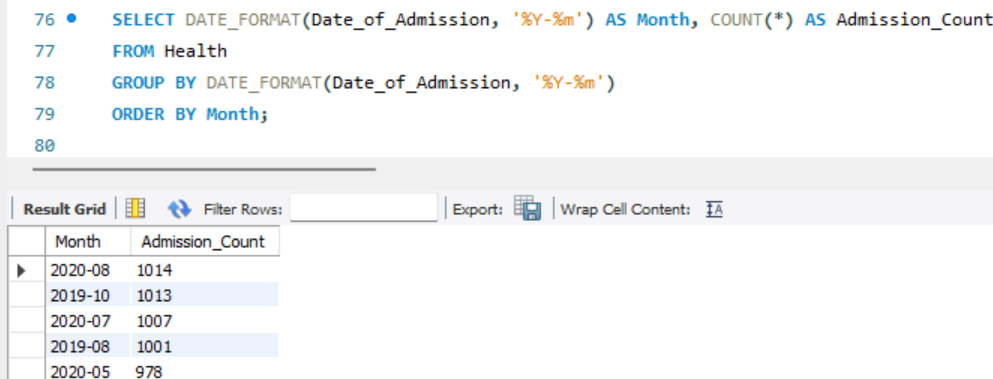 76 SELECT DATE_FORMAT(Date_of_Admission, '%Y-%m') AS Month, COUNT(*) AS Admission_Count
77 FROM Health
78 GROUP BY DATE_FORMAT(Date_of_Admission, '%Y-%m')
79 ORDER BY Month;
80
Result Grid Filter Rows: Export: Wrap Cell Content: IA
Month Admission_Count
2020-08 1014
2019-10 1013
2020-07 1007
2019-08 1001
2020-05 978